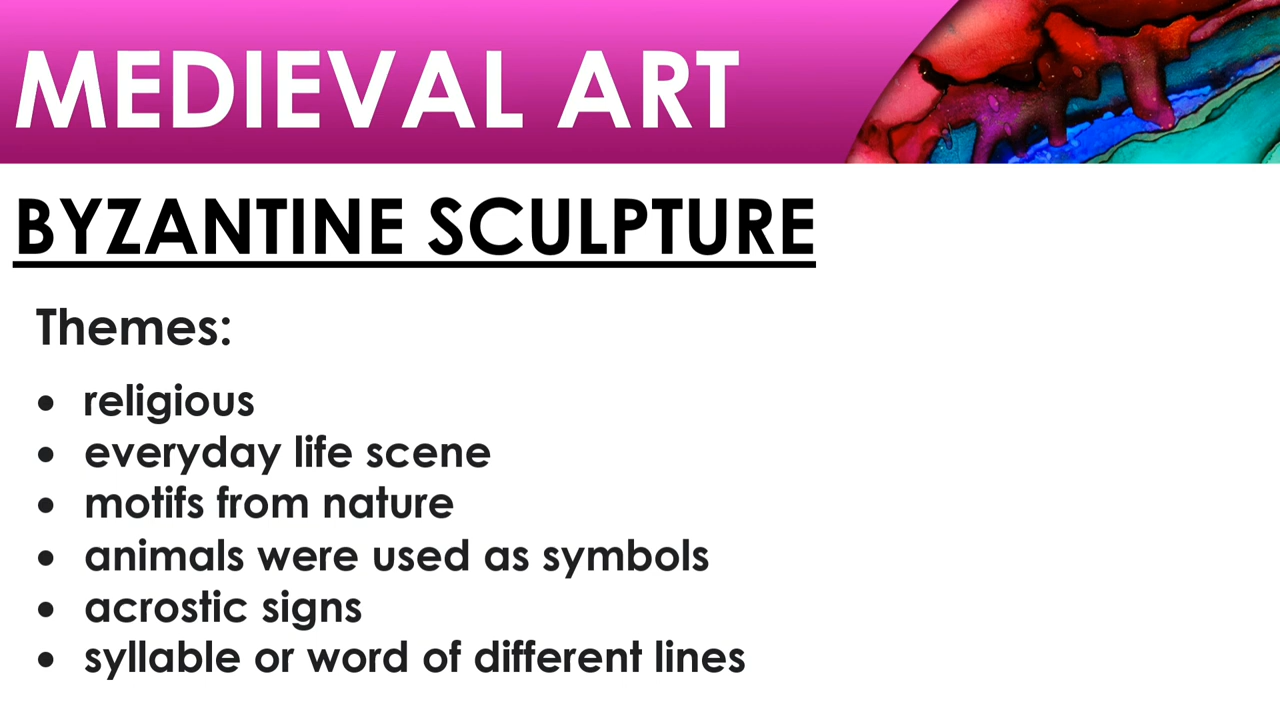 MEDIEVAL ART
BYZANTINE SCULPTURE
Themes:
• religious
• everyday life scene
• motifs from nature
• animals were used as symbols
• acrostic signs
• syllable or word of different lines